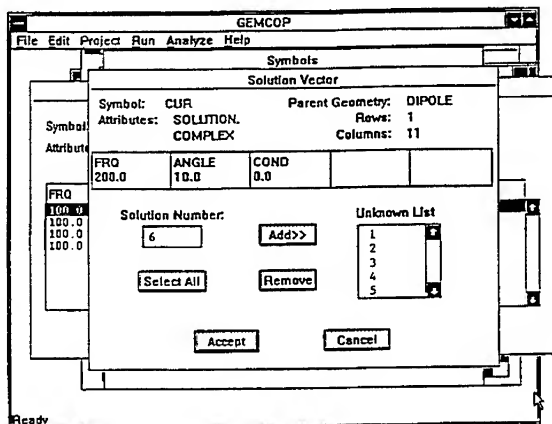 GEMCOP
File Edit Project Run Analyze Help
Symbols
Solution Vector
Symbol: CUR Parent Geometry: DIPOLE
Attributes: SOLUTION. Rows: 1
COMPLEX Columns: 11
Symbol
Attribute
FRQ ANGLE COND
200.0 10.0 0.0
FRQ
100.0
100.0
100.0
100.0
Solution Number: Unknown List
6 Add>> 1
2
3
Select All Remove 4
5
Accept Cancel
Ready